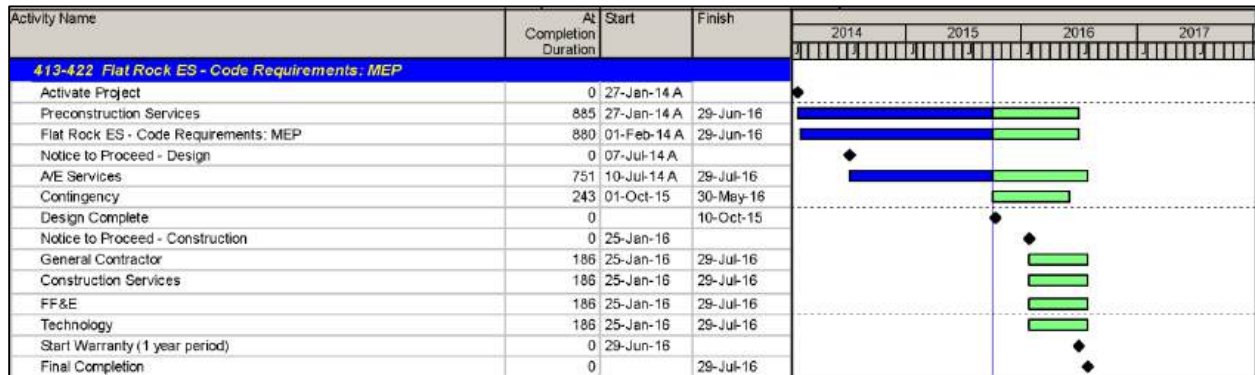 Activity Name At Completion Duration Start Finish
2014 2015 2016 2017
413-422 Flat Rock ES - Code Requirements: MEP
Activate Project 0 27-Jan-14 A
Preconstruction Services 885 27-Jan-14 A 29-Jun-16
Flat Rock ES - Code Requirements: MEP 880 01-Feb-14 A 29-Jun-16
Notice to Proceed - Design 0 07-Jul-14 A
A/E Services 751 10-Jul-14 A 29-Jul-16
Contingency 243 01-Oct-15 30-May-16
Design Complete 0 10-Oct-15
Notice to Proceed - Construction 0 25-Jan-16
General Contractor 186 25-Jan-16 29-Jul-16
Construction Services 186 25-Jan-16 29-Jul-16
FF&E 186 25-Jan-16 29-Jul-16
Technology 186 25-Jan-16 29-Jul-16
Start Warranty (1 year period) 0 29-Jun-16
Final Completion 0 29-Jul-16